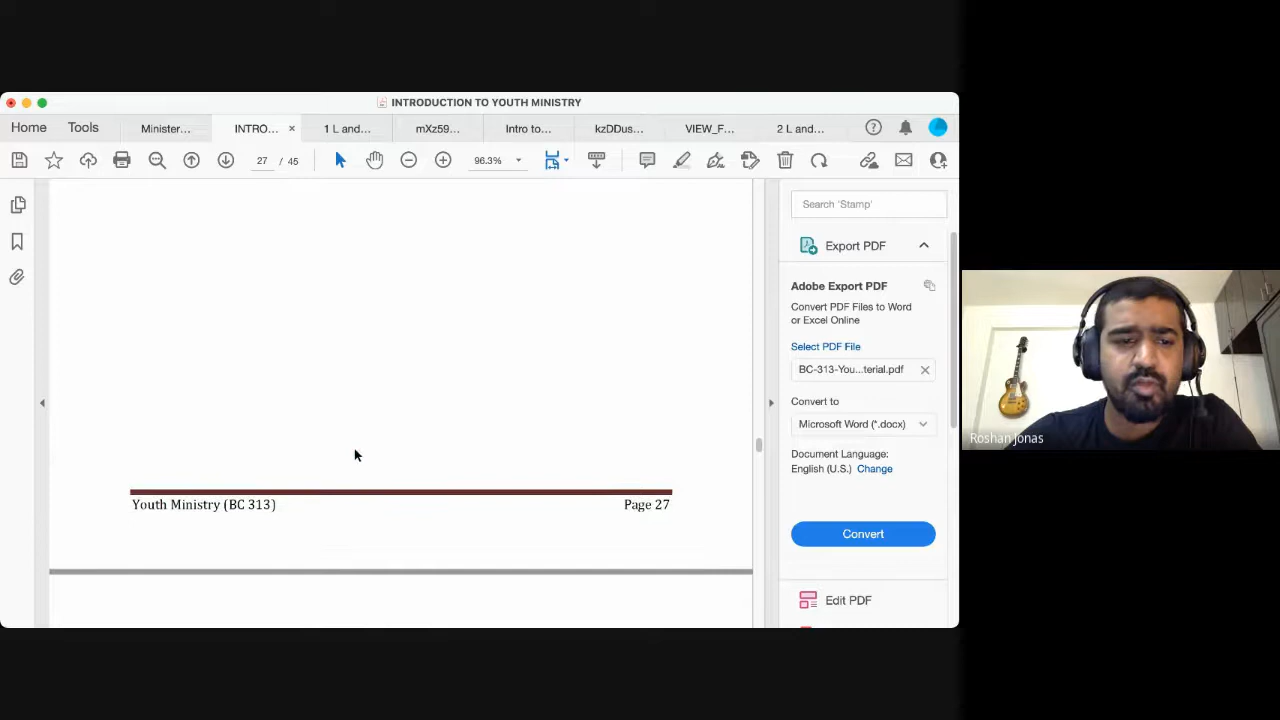 INTRODUCTION TO YOUTH MINISTRY
Home
Tools
Minister...
INTRO...
1 L and...
mXz59...
Intro to...
kzDDus...
VIEW_F...
2 L and...
27 / 45
96.3%
Search 'Stamp'
Export PDF
Adobe Export PDF
Convert PDF Files to Word
or Excel Online
Select PDF File
BC-313-You...terial.pdf
Convert to
Microsoft Word (*.docx)
Document Language:
English (U.S.) Change
Convert
Edit PDF
Youth Ministry (BC 313)
Page 27
Roshan Jonas